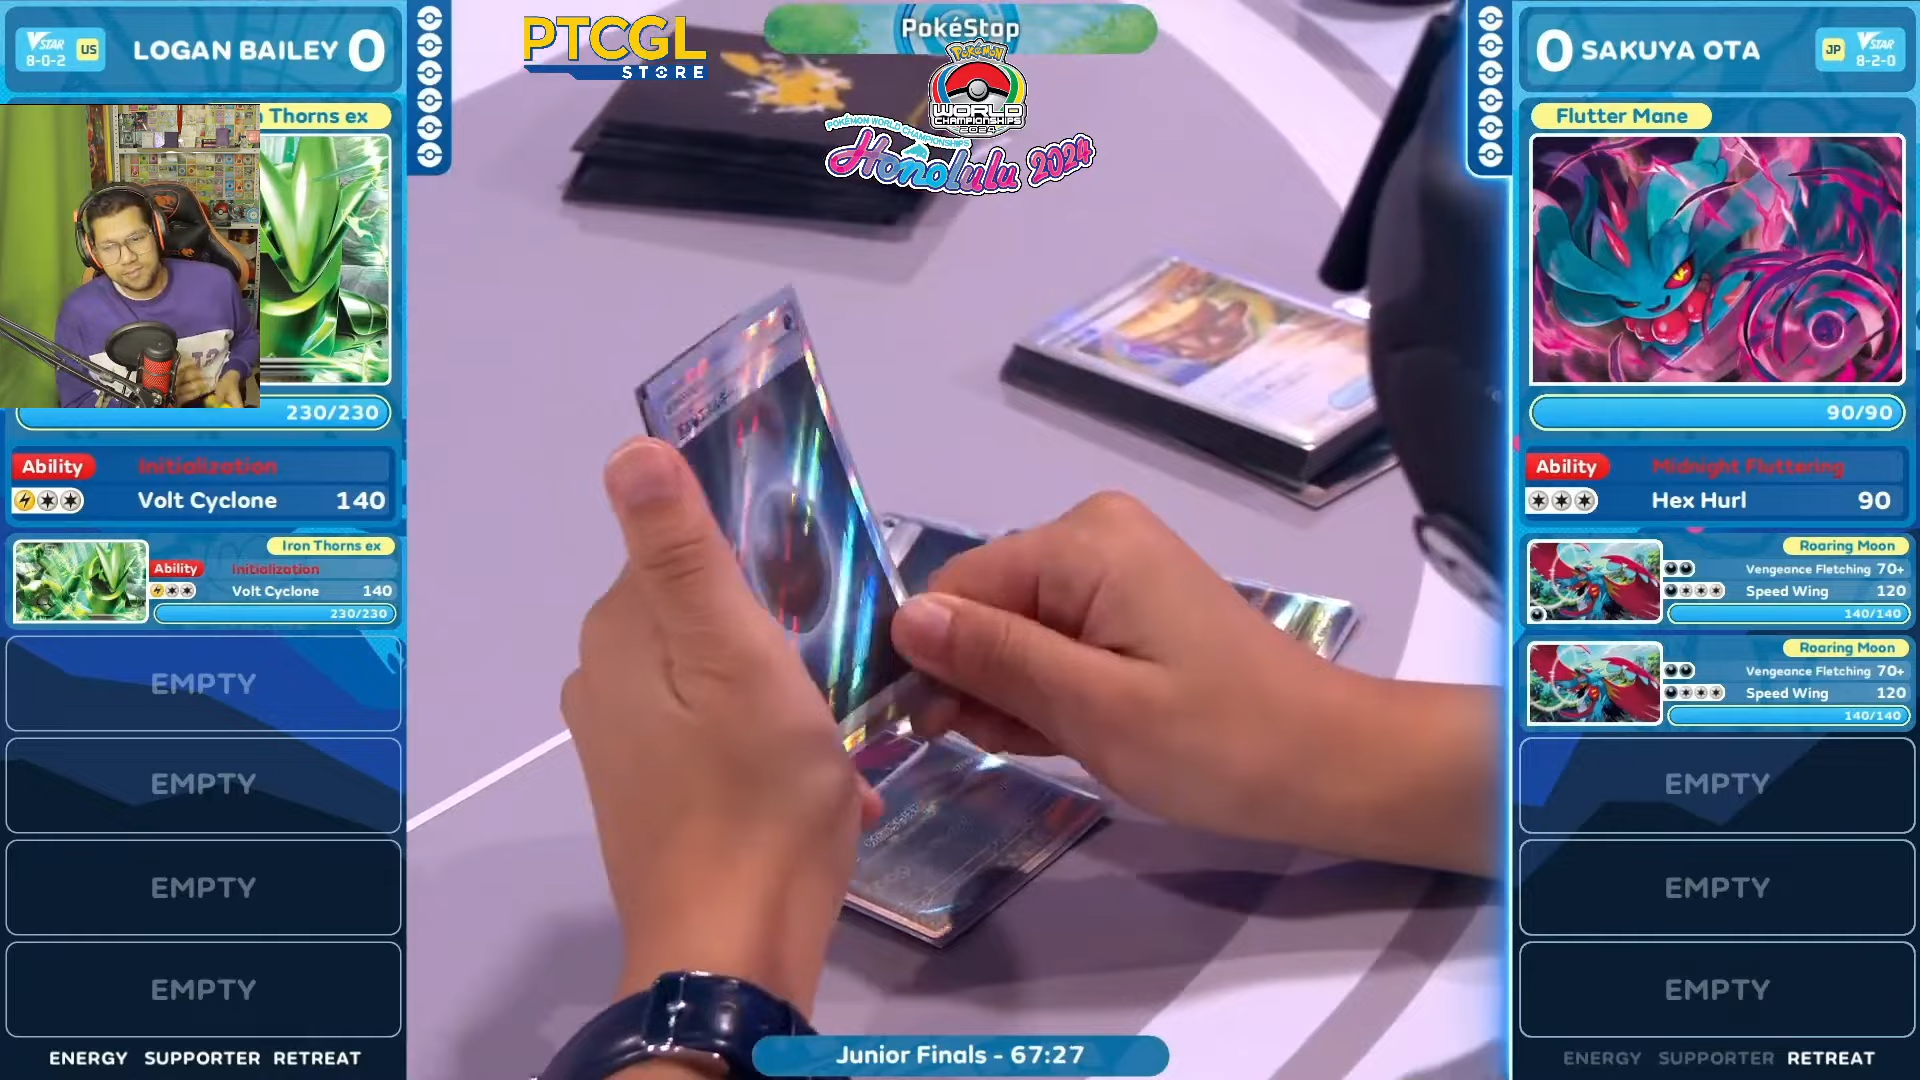 VSTAR
8-0-2
US
LOGAN BAILEY 0
Thorns ex
230/230
Ability Initialization
Volt Cyclone 140
Iron Thorns ex
Ability Initialization
Volt Cyclone 140
230/230
EMPTY
EMPTY
EMPTY
EMPTY
ENERGY SUPPORTER RETREAT
PTCGL
STORE
PokéStop
Pokémon
WORLD
CHAMPIONSHIPS
2024
POKÉMON WORLD CHAMPIONSHIPS
Honolulu 2024
Junior Finals - 67:27
0 SAKUYA OTA
JP
VSTAR
8-2-0
Flutter Mane
90/90
Ability Midnight Fluttering
Hex Hurl 90
Roaring Moon
Vengeance Fletching 70+
Speed Wing 120
140/140
Roaring Moon
Vengeance Fletching 70+
Speed Wing 120
140/140
EMPTY
EMPTY
EMPTY
ENERGY SUPPORTER RETREAT